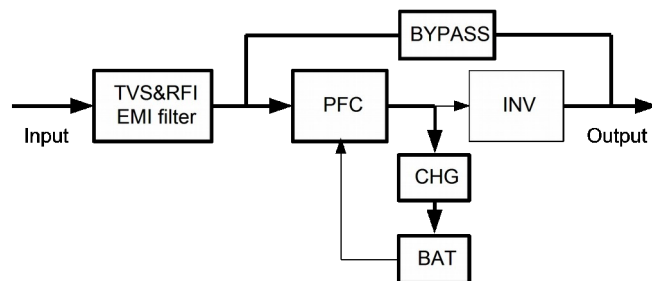 BYPASS
TVS&RFI
EMI filter
PFC
INV
Input
Output
CHG
BAT